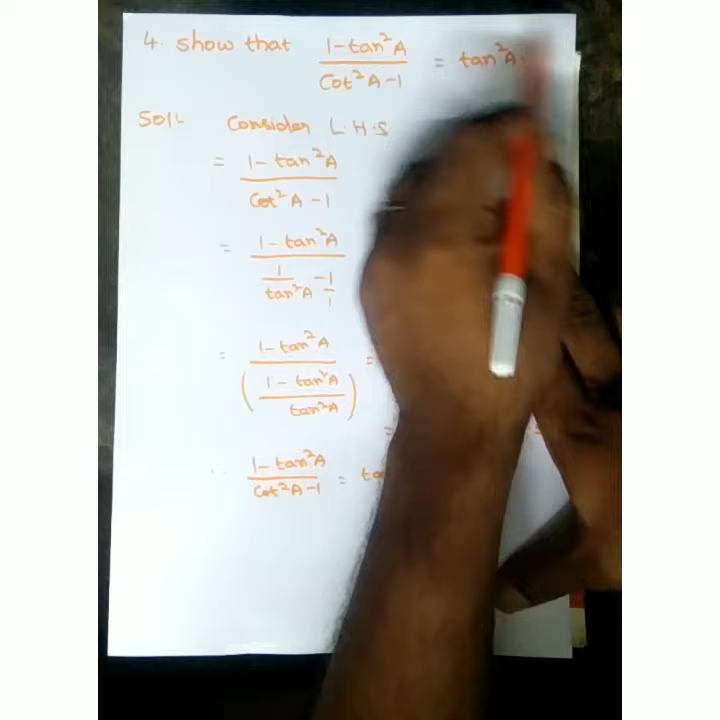 4. show that (1-tan²A)/(Cot²A-1) = tan²A
Sol:- Consider L.H.S
= (1-tan²A)/(Cot²A-1)
= (1-tan²A)/(1/tan²A - 1/1)
= (1-tan²A)/((1-tan²A)/tan²A) =
=
∴ (1-tan²A)/(Cot²A-1) =